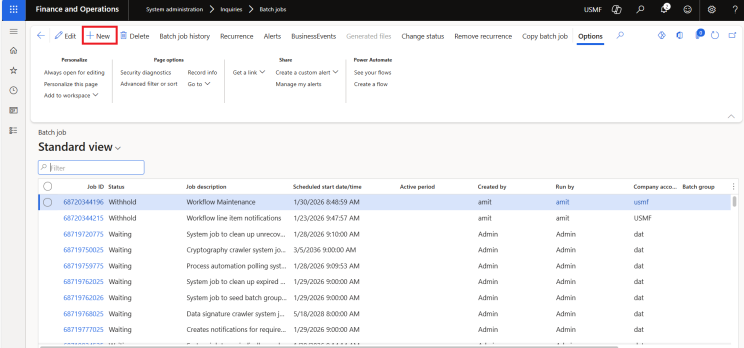 Finance and Operations System administration > Inquiries > Batch jobs USMF
Edit New Delete Batch job history Recurrence Alerts BusinessEvents Generated files Change status Remove recurrence Copy batch job Options
Personalize Page options Share Power Automate
Always open for editing Security diagnostics Record info Get a link Create a custom alert See your flows
Personalize this page Advanced filter or sort Go to Manage my alerts Create a flow
Add to workspace
Batch job
Standard view
Filter
Job ID Status Job description Scheduled start date/time Active period Created by Run by Company acco... Batch group
68720344196 Withhold Workflow Maintenance 1/30/2026 8:48:59 AM amit amit usmf
68720344215 Withhold Workflow line item notifications 1/23/2026 9:47:57 AM amit amit USMF
68719720775 Waiting System job to clean up unrecov... 1/28/2026 9:10:00 AM Admin Admin dat
68719750025 Waiting Cryptography crawler system jo... 3/5/2036 9:00:00 AM Admin Admin dat
68719759775 Waiting Process automation polling syst... 1/28/2026 9:09:53 AM Admin Admin dat
68719762025 Waiting System job to clean up expired ... 1/29/2026 9:00:00 AM Admin Admin dat
68719762026 Waiting System job to seed batch group... 1/29/2026 9:00:00 AM Admin Admin dat
68719768025 Waiting Data signature crawler system j... 5/18/2028 8:00:00 AM Admin Admin dat
68719777025 Waiting Creates notifications for require... 1/29/2026 9:00:00 AM Admin Admin dat